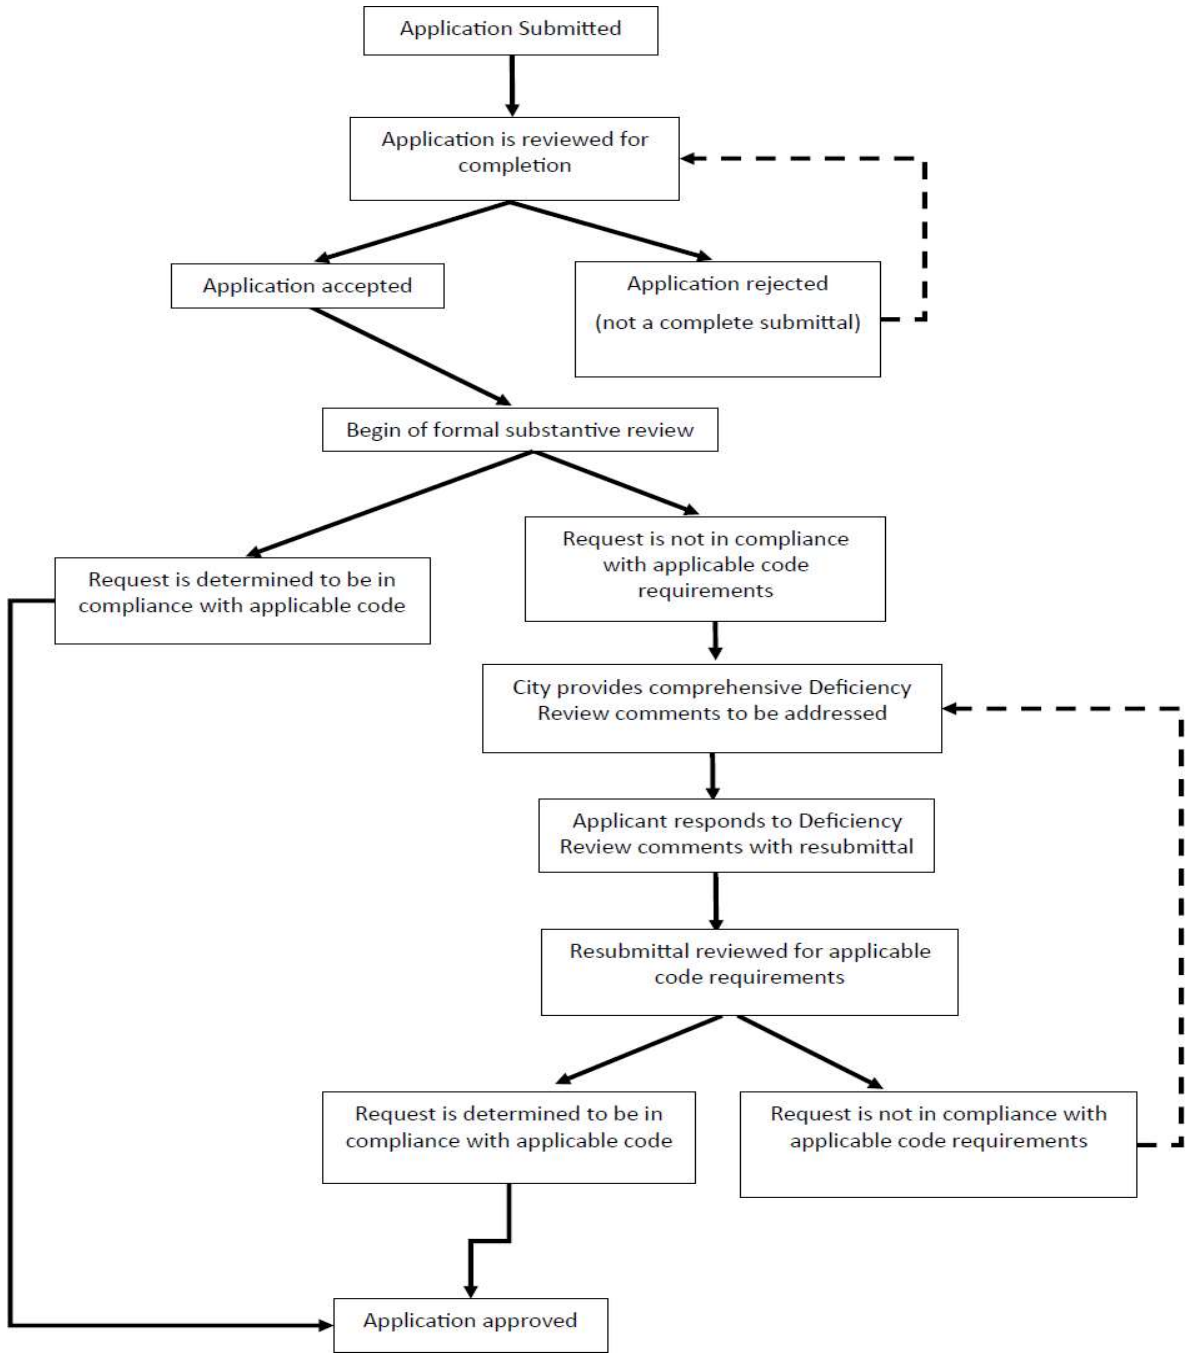 Application Submitted
Application is reviewed for
completion
Application accepted
Application rejected
(not a complete submittal)
Begin of formal substantive review
Request is determined to be in
compliance with applicable code
Request is not in compliance
with applicable code
requirements
City provides comprehensive Deficiency
Review comments to be addressed
Applicant responds to Deficiency
Review comments with resubmittal
Resubmittal reviewed for applicable
code requirements
Request is determined to be in
compliance with applicable code
Request is not in compliance with
applicable code requirements
Application approved